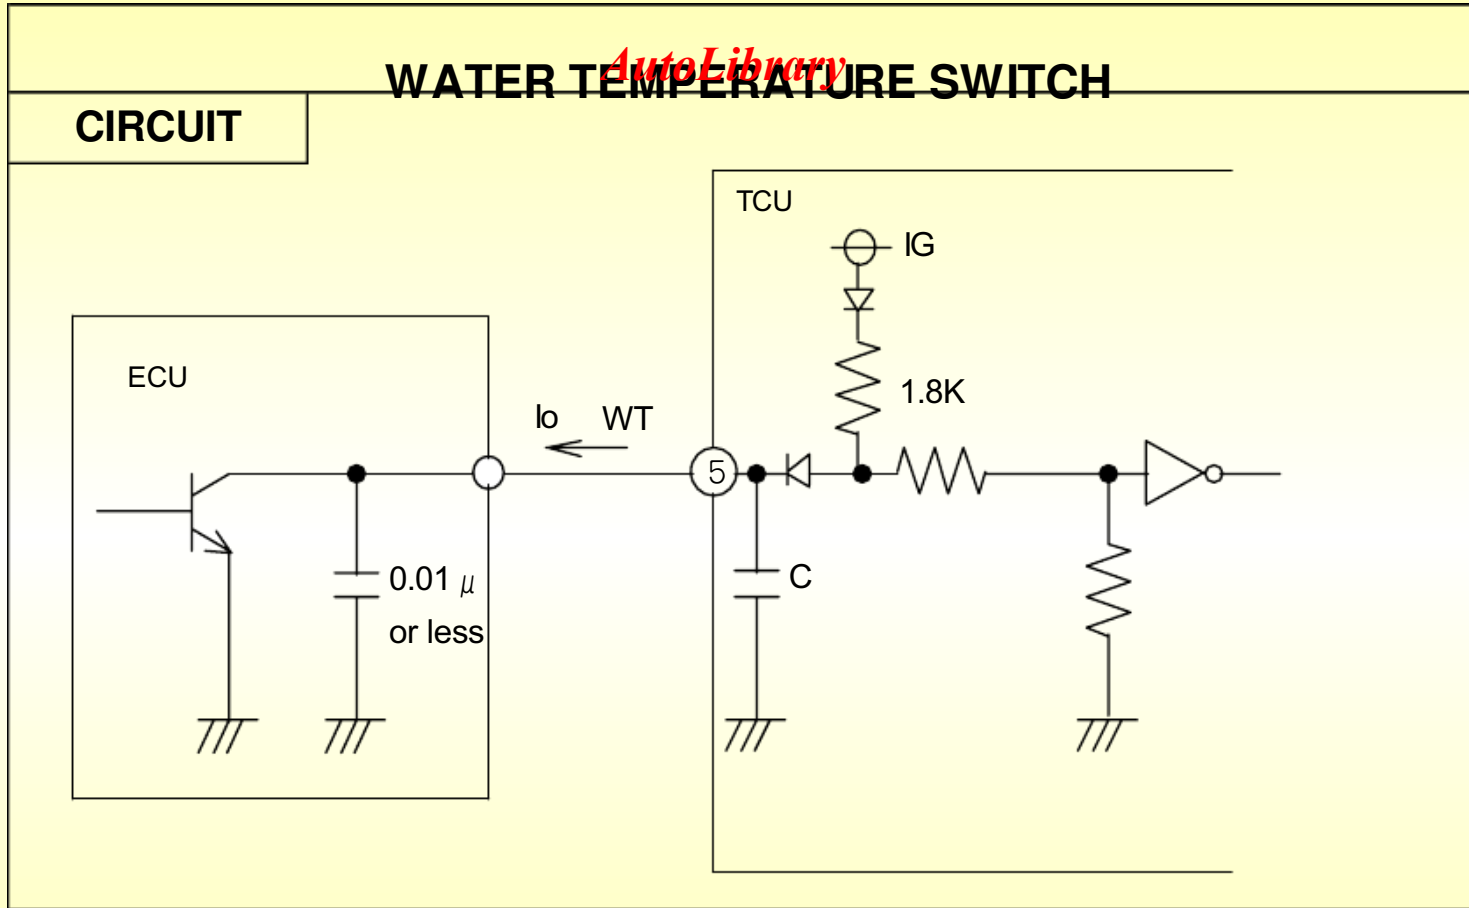 WATER TEMPERATURE SWITCH
AutoLibrary
CIRCUIT
TCU
IG
ECU
1.8K
Io WT
5
0.01 μ
or less
C